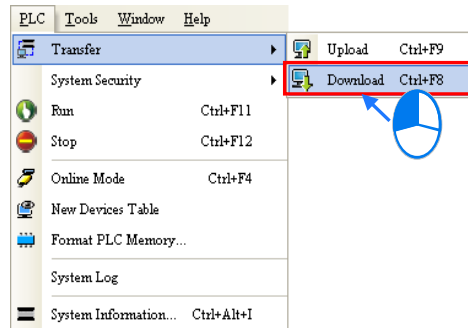 PLC Tools Window Help
Transfer
Upload Ctrl+F9
System Security
Download Ctrl+F8
Run Ctrl+F11
Stop Ctrl+F12
Online Mode Ctrl+F4
New Devices Table
Format PLC Memory...
System Log
System Information... Ctrl+Alt+I